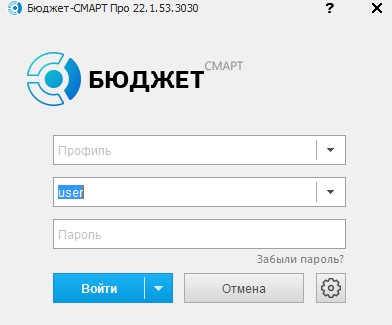 Бюджет-СМАРТ Про 22.1.53.3030 ?
БЮДЖЕТ СМАРТ
Профиль
user
Пароль
Забыли пароль?
Войти Отмена